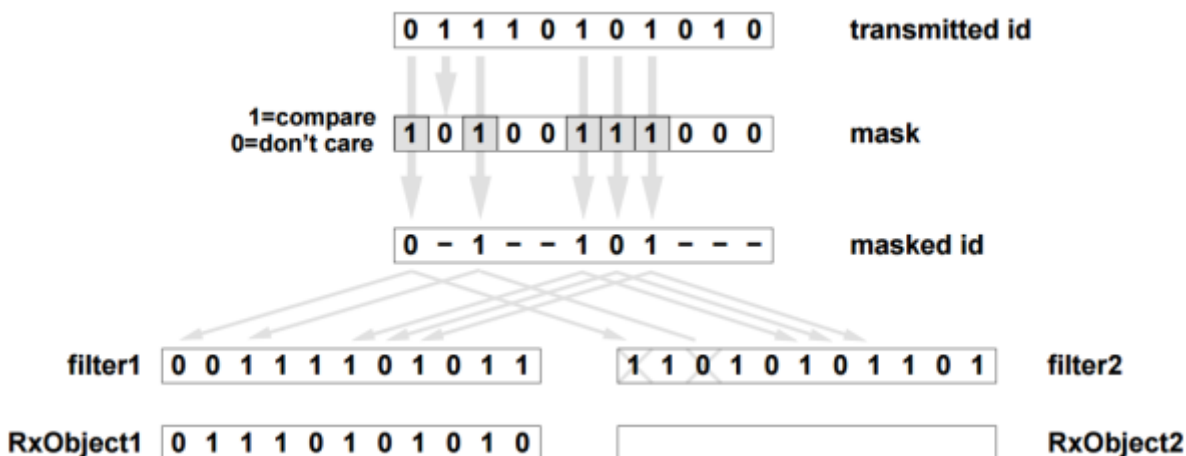 0 1 1 1 0 1 0 1 0 1 0 transmitted id
1=compare
0=don't care
1 0 1 0 0 1 1 1 0 0 0 mask
0 – 1 – – 1 0 1 – – – masked id
filter1 0 0 1 1 1 1 0 1 0 1 1
1 1 0 1 0 1 0 1 1 0 1 filter2
RxObject1 0 1 1 1 0 1 0 1 0 1 0
RxObject2